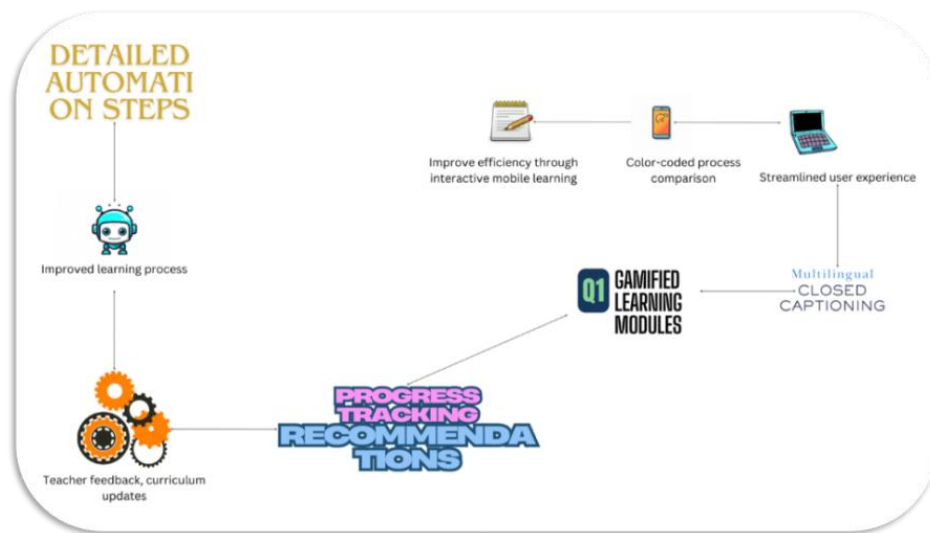 DETAILED
AUTOMATI
ON STEPS
Improved learning process
Teacher feedback, curriculum
updates
PROGRESS
TRACKING
RECOMMENDA
TIONS
Q1
GAMIFIED
LEARNING
MODULES
Multilingual
CLOSED
CAPTIONING
Streamlined user experience
Color-coded process
comparison
Improve efficiency through
interactive mobile learning